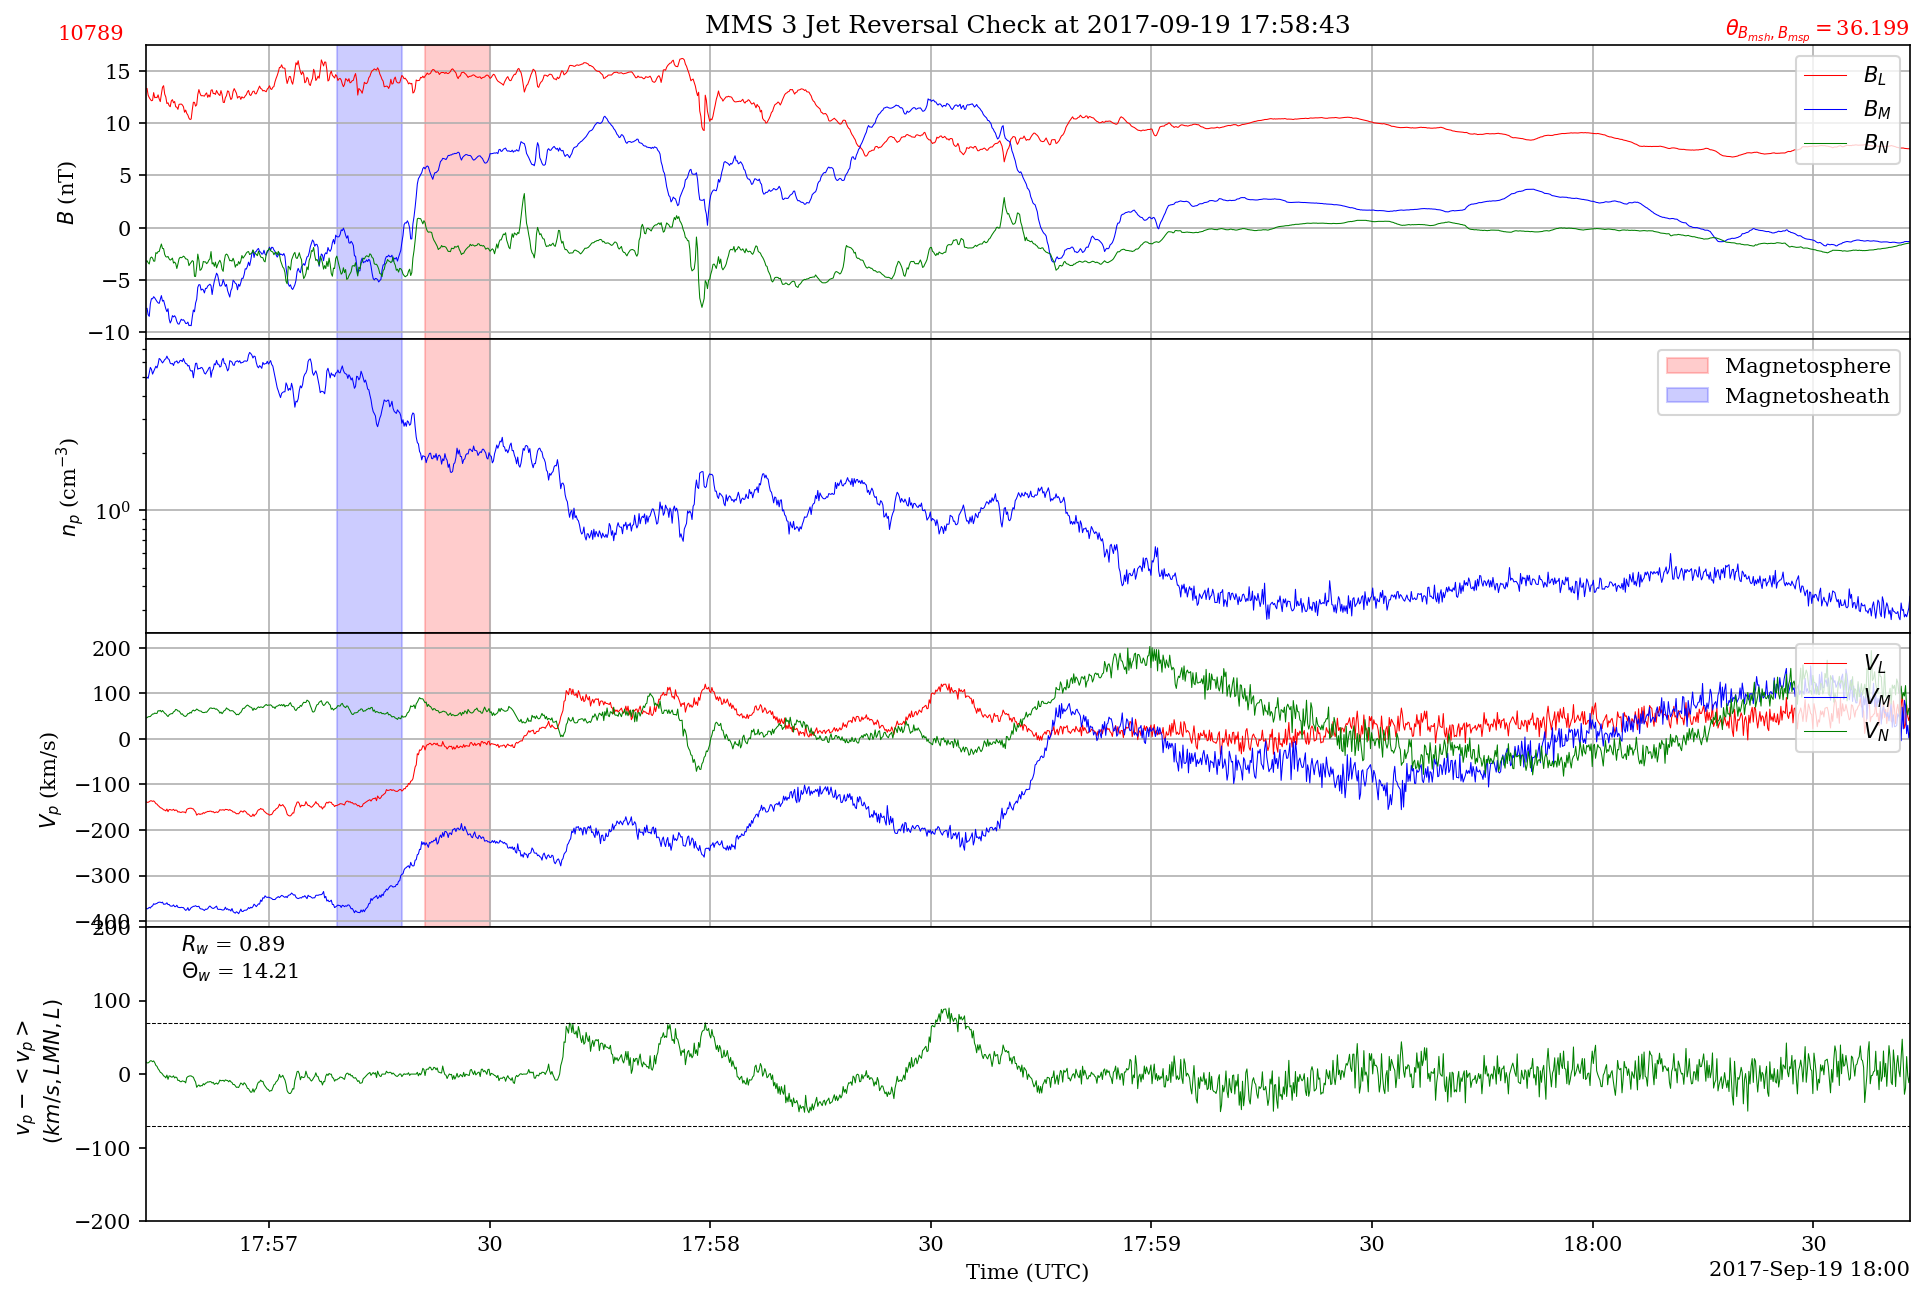 10789
MMS 3 Jet Reversal Check at 2017-09-19 17:58:43
θ_{B_{msh}, B_{msp}} = 36.199
15
10
5
0
−5
−10
B (nT)
B_L
B_M
B_N
10^0
n_p (cm^{-3})
Magnetosphere
Magnetosheath
200
100
0
−100
−200
−300
−400
V_p (km/s)
V_L
V_M
V_N
200
100
0
−100
−200
v_p − < v_p >
(km/s, LMN, L)
R_w = 0.89
Θ_w = 14.21
17:57 30 17:58 30 17:59 30 18:00 30
Time (UTC)
2017-Sep-19 18:00